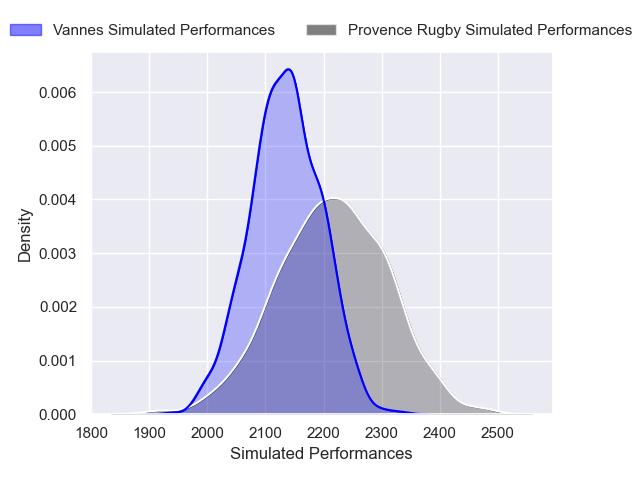 Vannes Simulated Performances
Provence Rugby Simulated Performances
0.006
0.005
0.004
0.003
0.002
0.001
0.000
Density
1800 1900 2000 2100 2200 2300 2400 2500
Simulated Performances